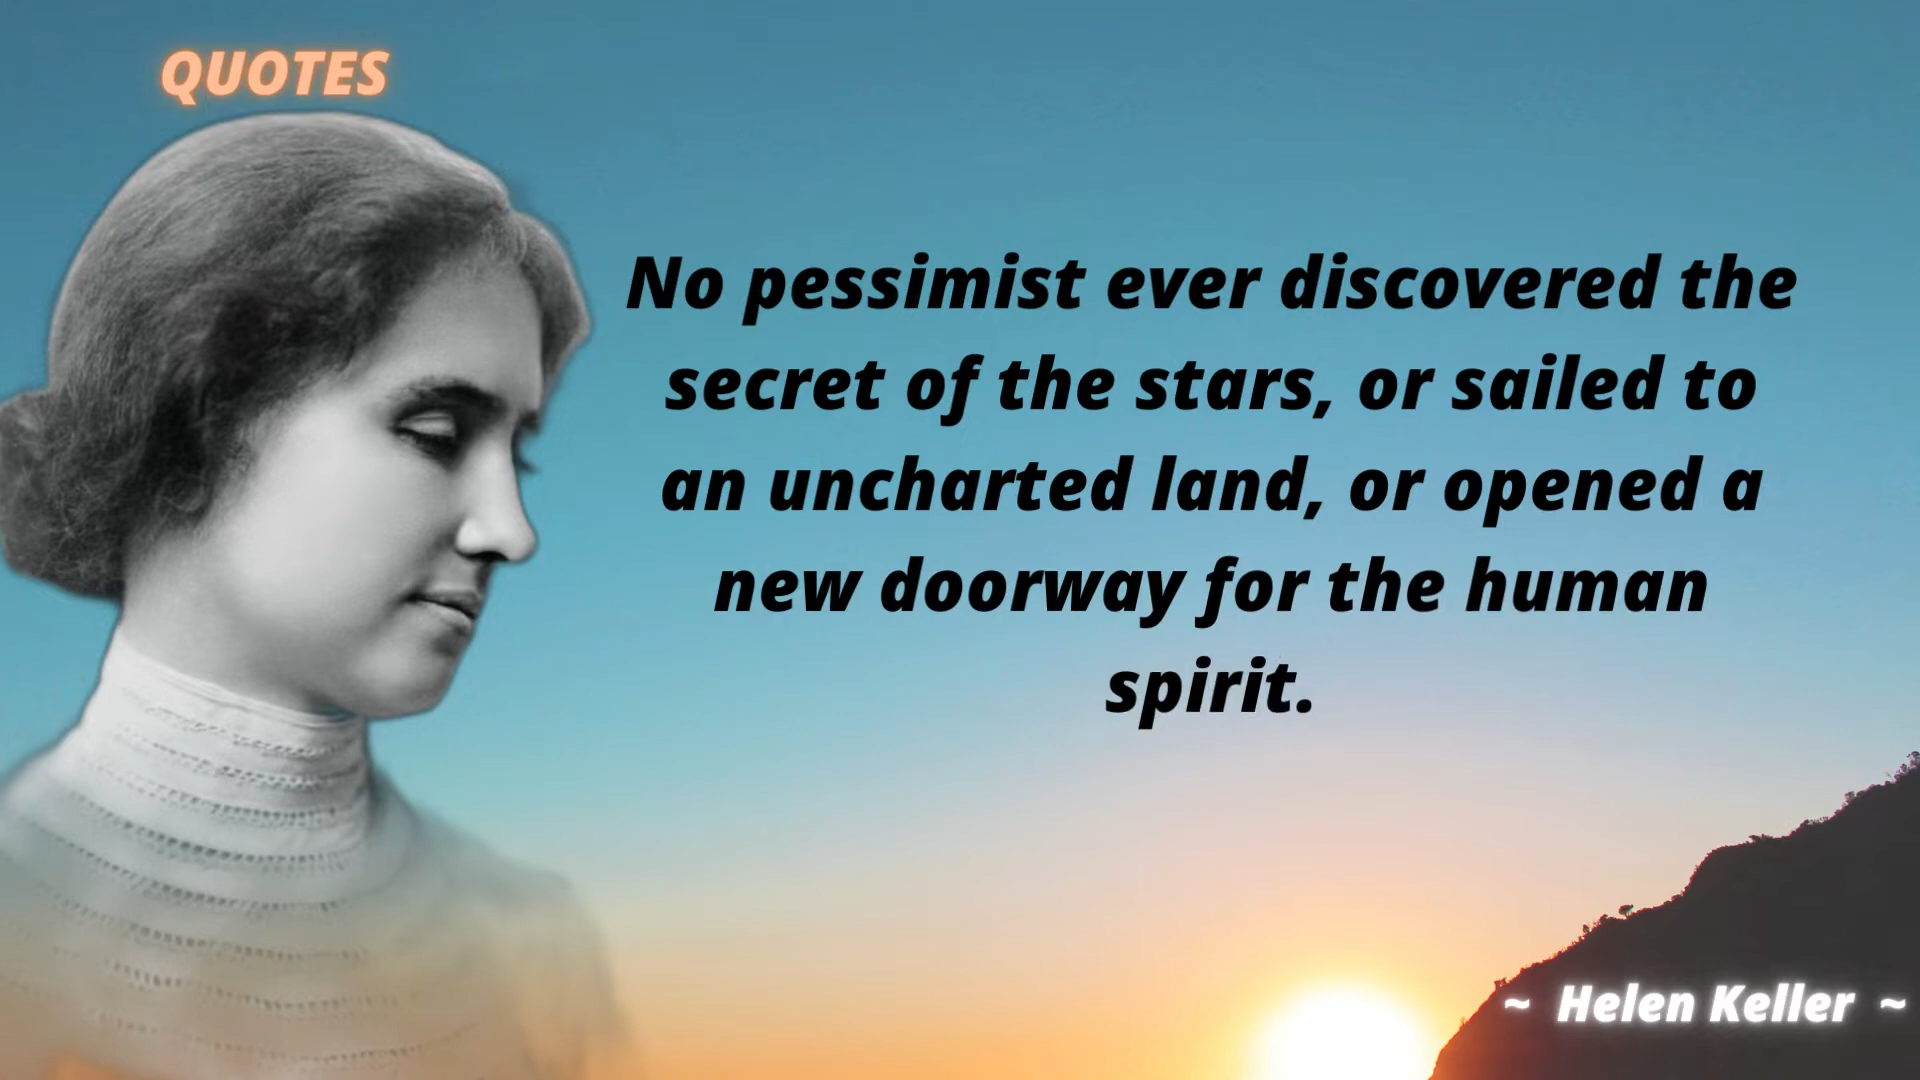 QUOTES
No pessimist ever discovered the
secret of the stars, or sailed to
an uncharted land, or opened a
new doorway for the human
spirit.
~ Helen Keller ~